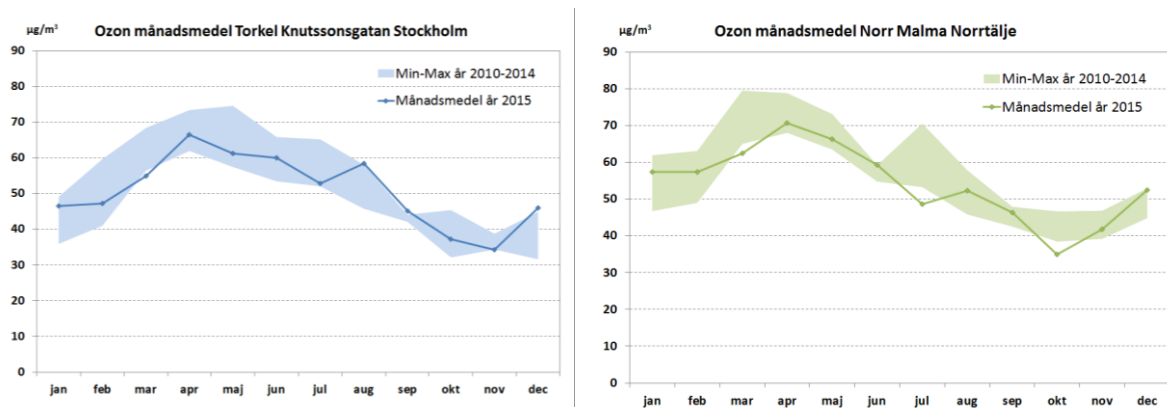 µg/m³ Ozon månadsmedel Torkel Knutssonsgatan Stockholm
90
80
70
60
50
40
30
20
10
0
Min-Max år 2010-2014
Månadsmedel år 2015
jan feb mar apr maj jun jul aug sep okt nov dec
µg/m³ Ozon månadsmedel Norr Malma Norrtälje
90
80
70
60
50
40
30
20
10
0
Min-Max år 2010-2014
Månadsmedel år 2015
jan feb mar apr maj jun jul aug sep okt nov dec